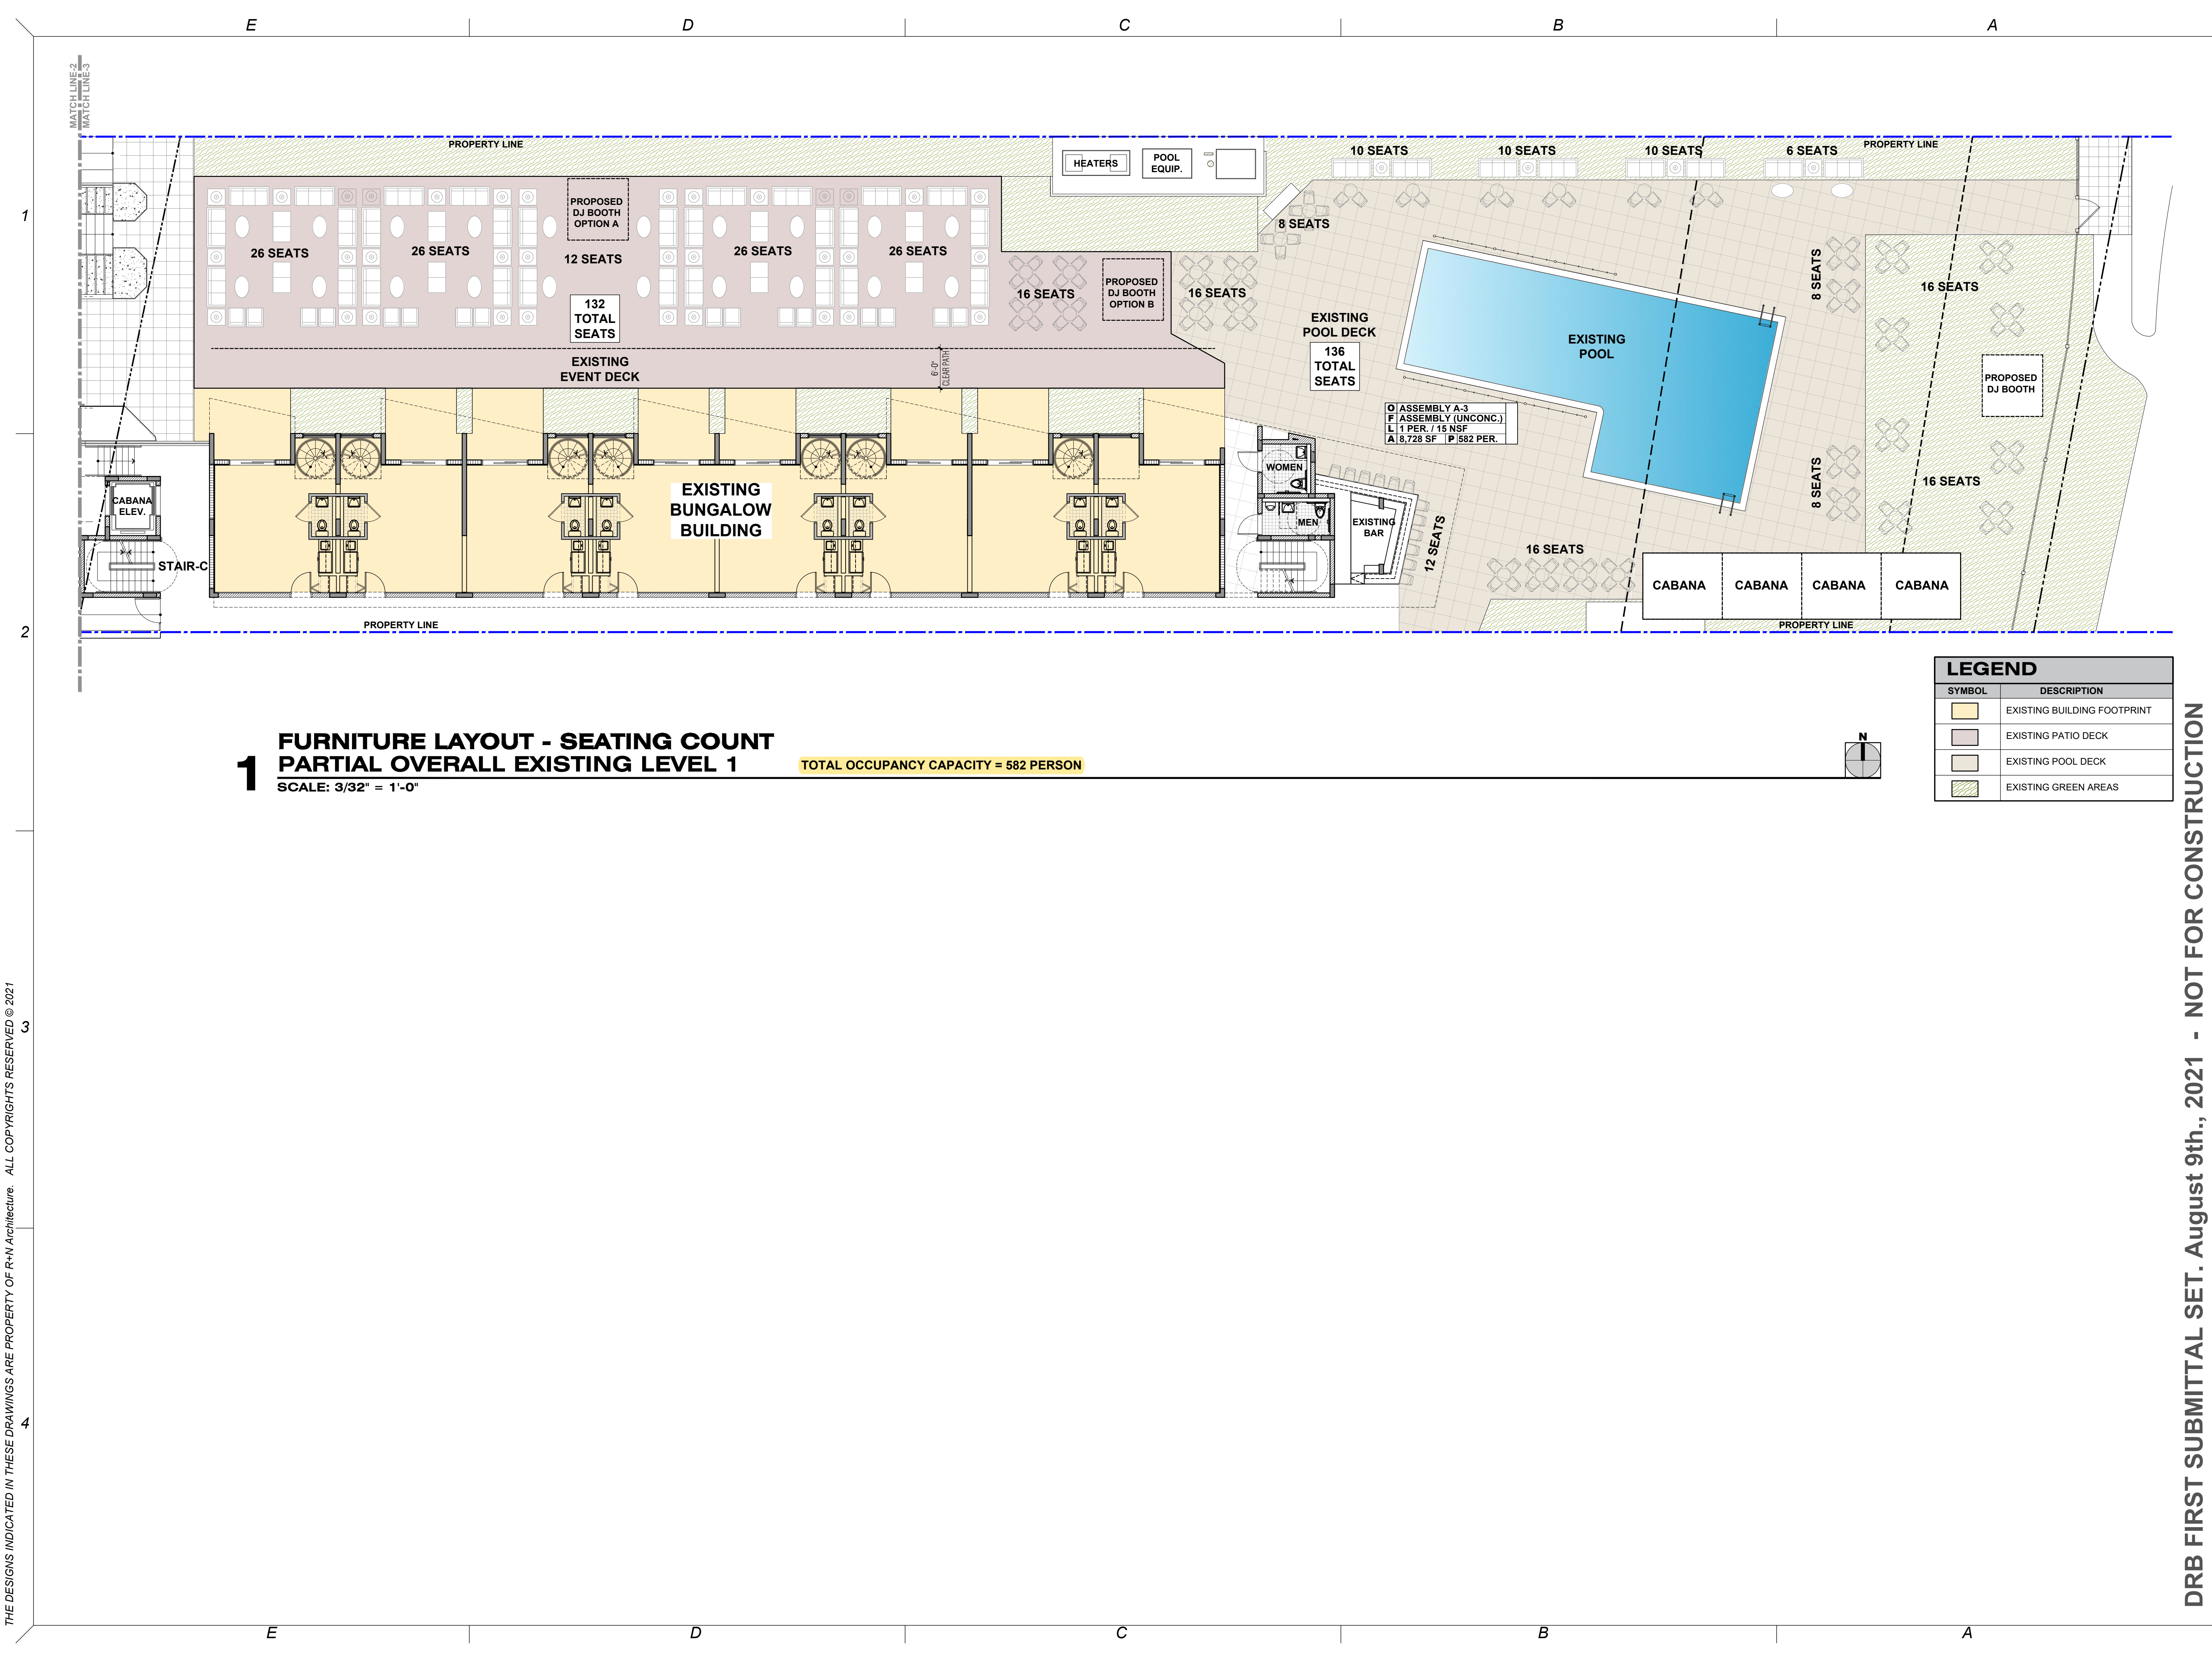 E
D
C
B
A
MATCH LINE-2
MATCH LINE-3
PROPERTY LINE
PROPERTY LINE
HEATERS
POOL
EQUIP.
10 SEATS
10 SEATS
10 SEATS
6 SEATS
1
PROPOSED
DJ BOOTH
OPTION A
26 SEATS
26 SEATS
12 SEATS
26 SEATS
26 SEATS
132
TOTAL
SEATS
16 SEATS
PROPOSED
DJ BOOTH
OPTION B
16 SEATS
8 SEATS
EXISTING
POOL DECK
136
TOTAL
SEATS
EXISTING
POOL
8 SEATS
16 SEATS
PROPOSED
DJ BOOTH
EXISTING
EVENT DECK
6'-0"
CLEAR PATH
O ASSEMBLY A-3
F ASSEMBLY (UNCONC.)
L 1 PER. / 15 NSF
A 8,728 SF P 582 PER.
CABANA
ELEV.
STAIR-C
EXISTING
BUNGALOW
BUILDING
WOMEN
MEN
EXISTING
BAR
12 SEATS
16 SEATS
8 SEATS
16 SEATS
CABANA
CABANA
CABANA
CABANA
2
PROPERTY LINE
PROPERTY LINE
LEGEND
SYMBOL DESCRIPTION
EXISTING BUILDING FOOTPRINT
EXISTING PATIO DECK
EXISTING POOL DECK
EXISTING GREEN AREAS
1
FURNITURE LAYOUT - SEATING COUNT
PARTIAL OVERALL EXISTING LEVEL 1
TOTAL OCCUPANCY CAPACITY = 582 PERSON
SCALE: 3/32" = 1'-0"
N
3
4
THE DESIGNS INDICATED IN THESE DRAWINGS ARE PROPERTY OF R+N Architecture. ALL COPYRIGHTS RESERVED © 2021
DRB FIRST SUBMITTAL SET. August 9th., 2021 - NOT FOR CONSTRUCTION
E
D
C
B
A